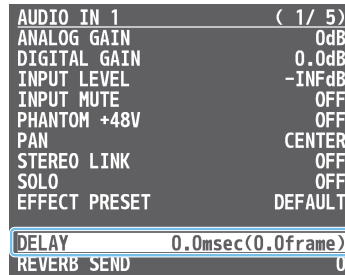 AUDIO IN 1 ( 1/ 5)
ANALOG GAIN 0dB
DIGITAL GAIN 0.0dB
INPUT LEVEL -INFdB
INPUT MUTE OFF
PHANTOM +48V OFF
PAN CENTER
STEREO LINK OFF
SOLO OFF
EFFECT PRESET DEFAULT
DELAY 0.0msec(0.0frame)
REVERB SEND 0